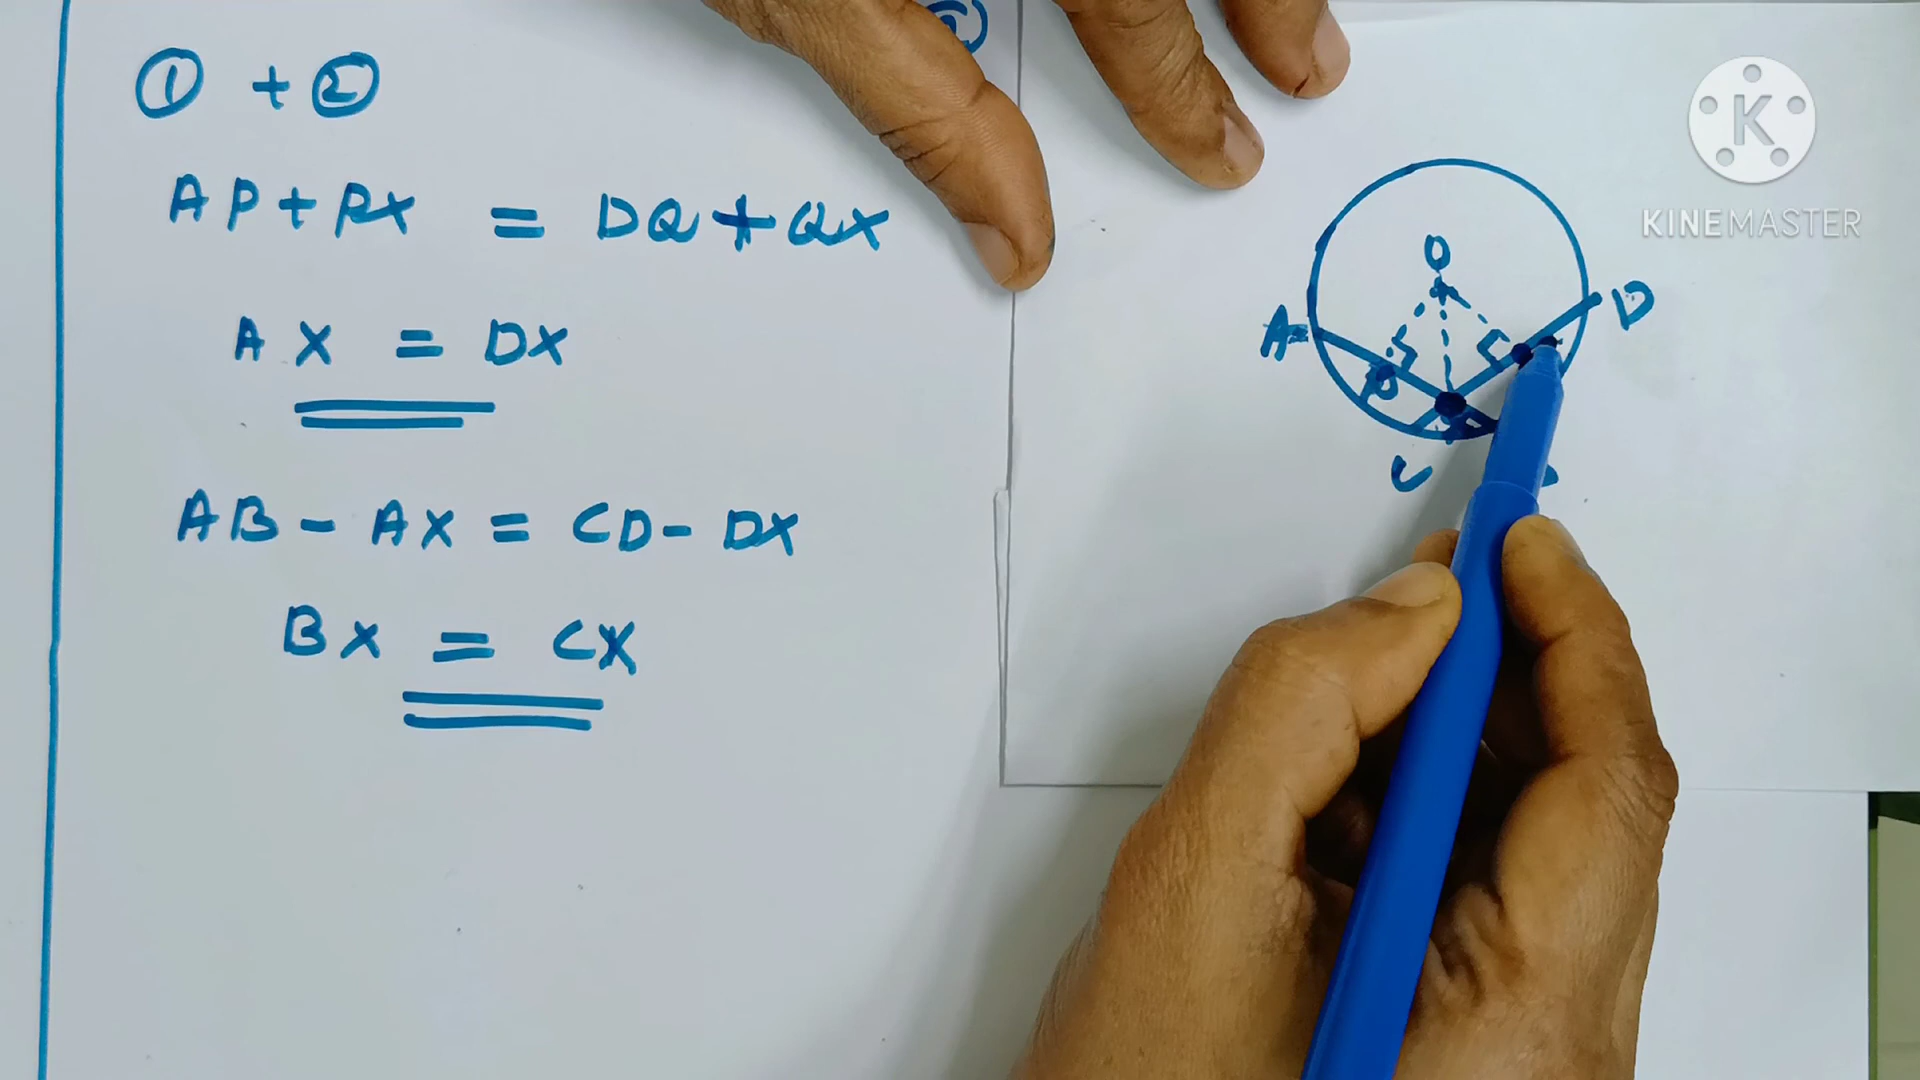 ① + ②
AP + PX = DQ + QX
AX = DX
AB - AX = CD - DX
BX = CX
K
KINEMASTER
O
A
D
P
C